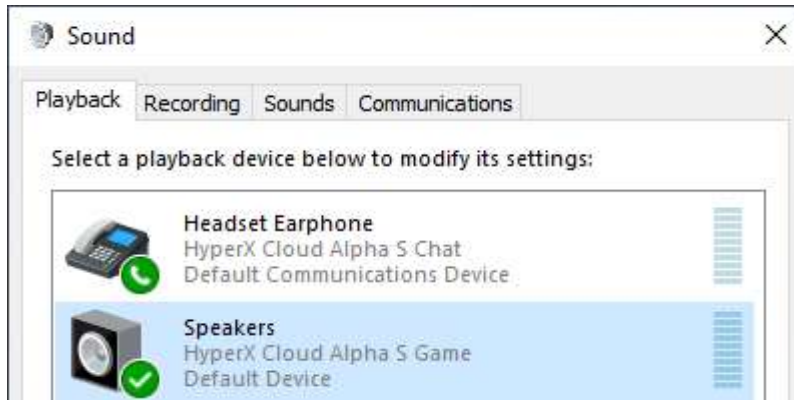 Sound
Playback Recording Sounds Communications
Select a playback device below to modify its settings:
Headset Earphone
HyperX Cloud Alpha S Chat
Default Communications Device
Speakers
HyperX Cloud Alpha S Game
Default Device